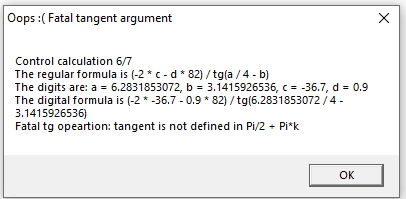 Oops :( Fatal tangent argument
Control calculation 6/7
The regular formula is (-2 * c - d * 82) / tg(a / 4 - b)
The digits are: a = 6.2831853072, b = 3.1415926536, c = -36.7, d = 0.9
The digital formula is (-2 * -36.7 - 0.9 * 82) / tg(6.2831853072 / 4 -
3.1415926536)
Fatal tg opeartion: tangent is not defined in Pi/2 + Pi*k
OK